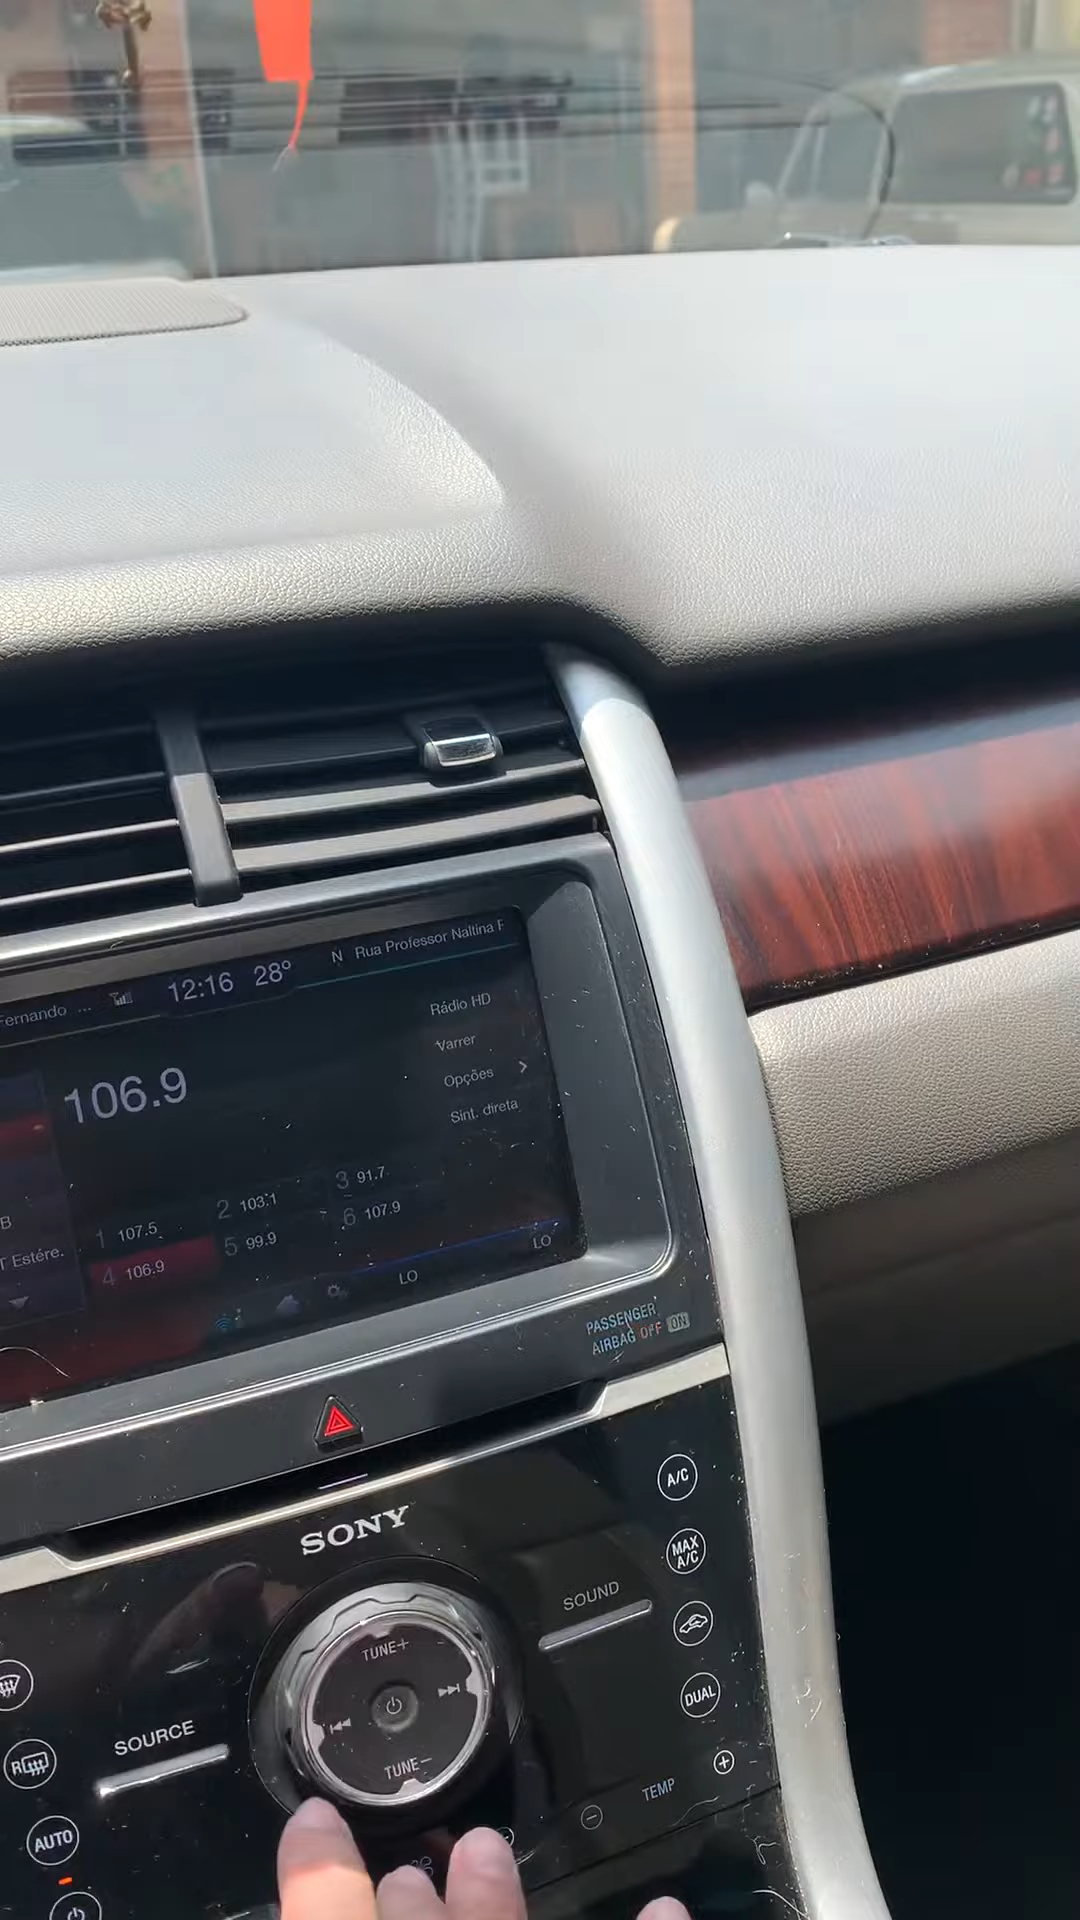 Fernando ... 12:16 28° N Rua Professor Naltina F
Rádio HD
Varrer
Opções
Sint. direta
106.9
1 107.5 2 103.1 3 91.7
4 106.9 5 99.9 6 107.9
B
T Estére.
LO LO
PASSENGER
AIRBAG OFF ON
SONY
A/C
MAX
A/C
SOUND
TUNE+
DUAL
SOURCE
TUNE−
R
TEMP
AUTO